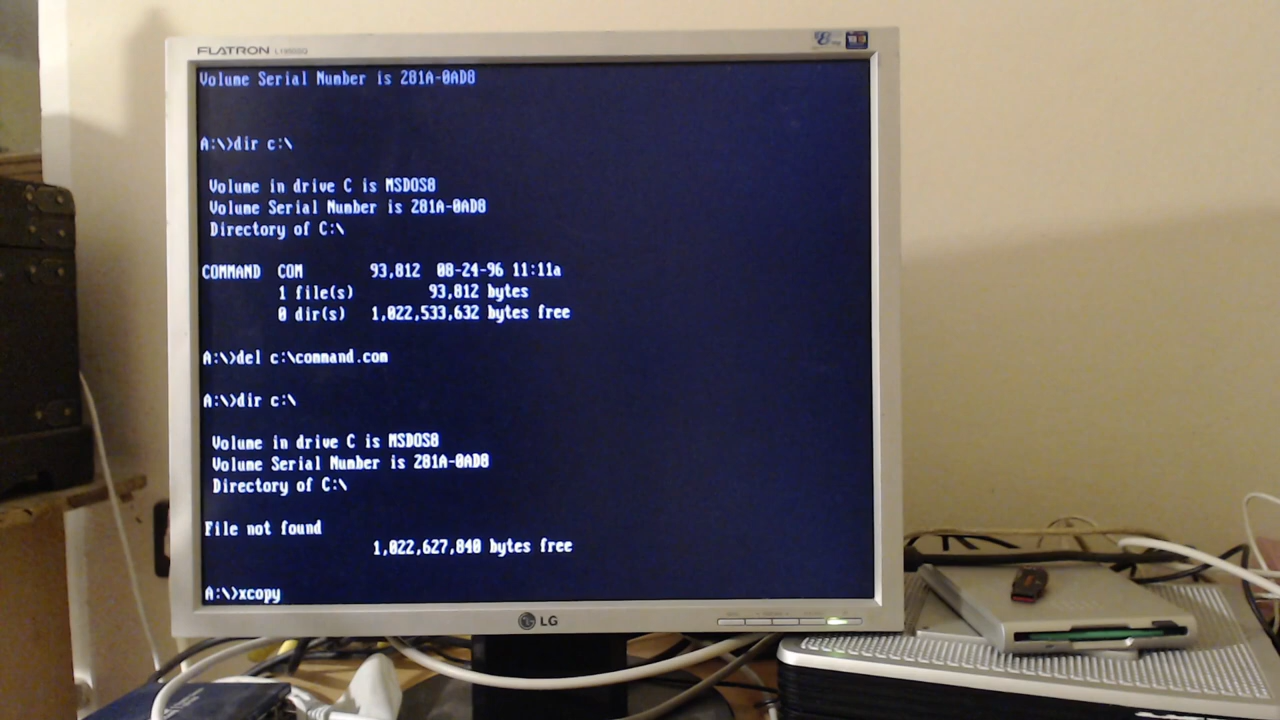 FLATRON
Volume Serial Number is 281A-0AD8
A:\>dir c:\
Volume in drive C is MSDOS8
Volume Serial Number is 281A-0AD8
Directory of C:\
COMMAND  COM        93,812  08-24-96 11:11a
1 file(s)         93,812 bytes
0 dir(s)   1,022,533,632 bytes free
A:\>del c:\command.com
A:\>dir c:\
Volume in drive C is MSDOS8
Volume Serial Number is 281A-0AD8
Directory of C:\
File not found
1,022,627,840 bytes free
A:\>xcopy
LG